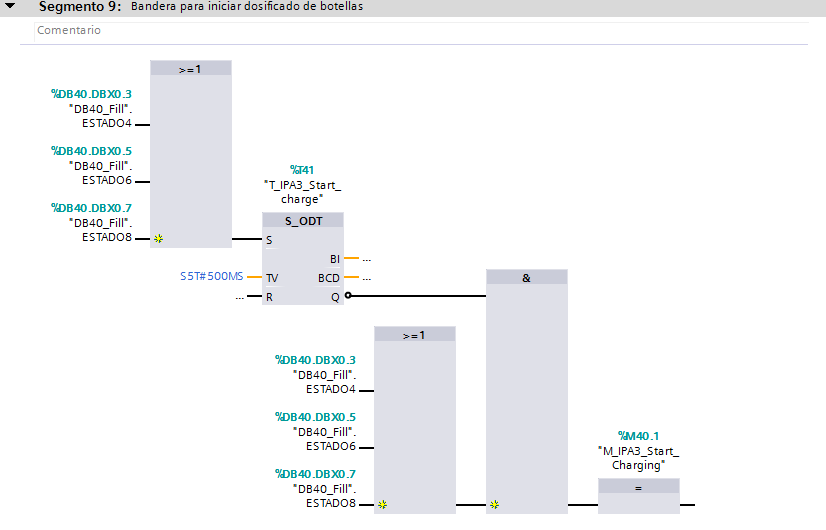 Segmento 9: Bandera para iniciar dosificado de botellas
Comentario
>=1
%DB40.DBX0.3
"DB40_Fill".
ESTADO4
%DB40.DBX0.5
"DB40_Fill".
ESTADO6
%DB40.DBX0.7
"DB40_Fill".
ESTADO8
%T41
"T_IPA3_Start_
charge"
S_ODT
S
BI ...
S5T#500MS TV BCD ...
... R Q
&
>=1
%DB40.DBX0.3
"DB40_Fill".
ESTADO4
%DB40.DBX0.5
"DB40_Fill".
ESTADO6
%DB40.DBX0.7
"DB40_Fill".
ESTADO8
%M40.1
"M_IPA3_Start_
Charging"
=